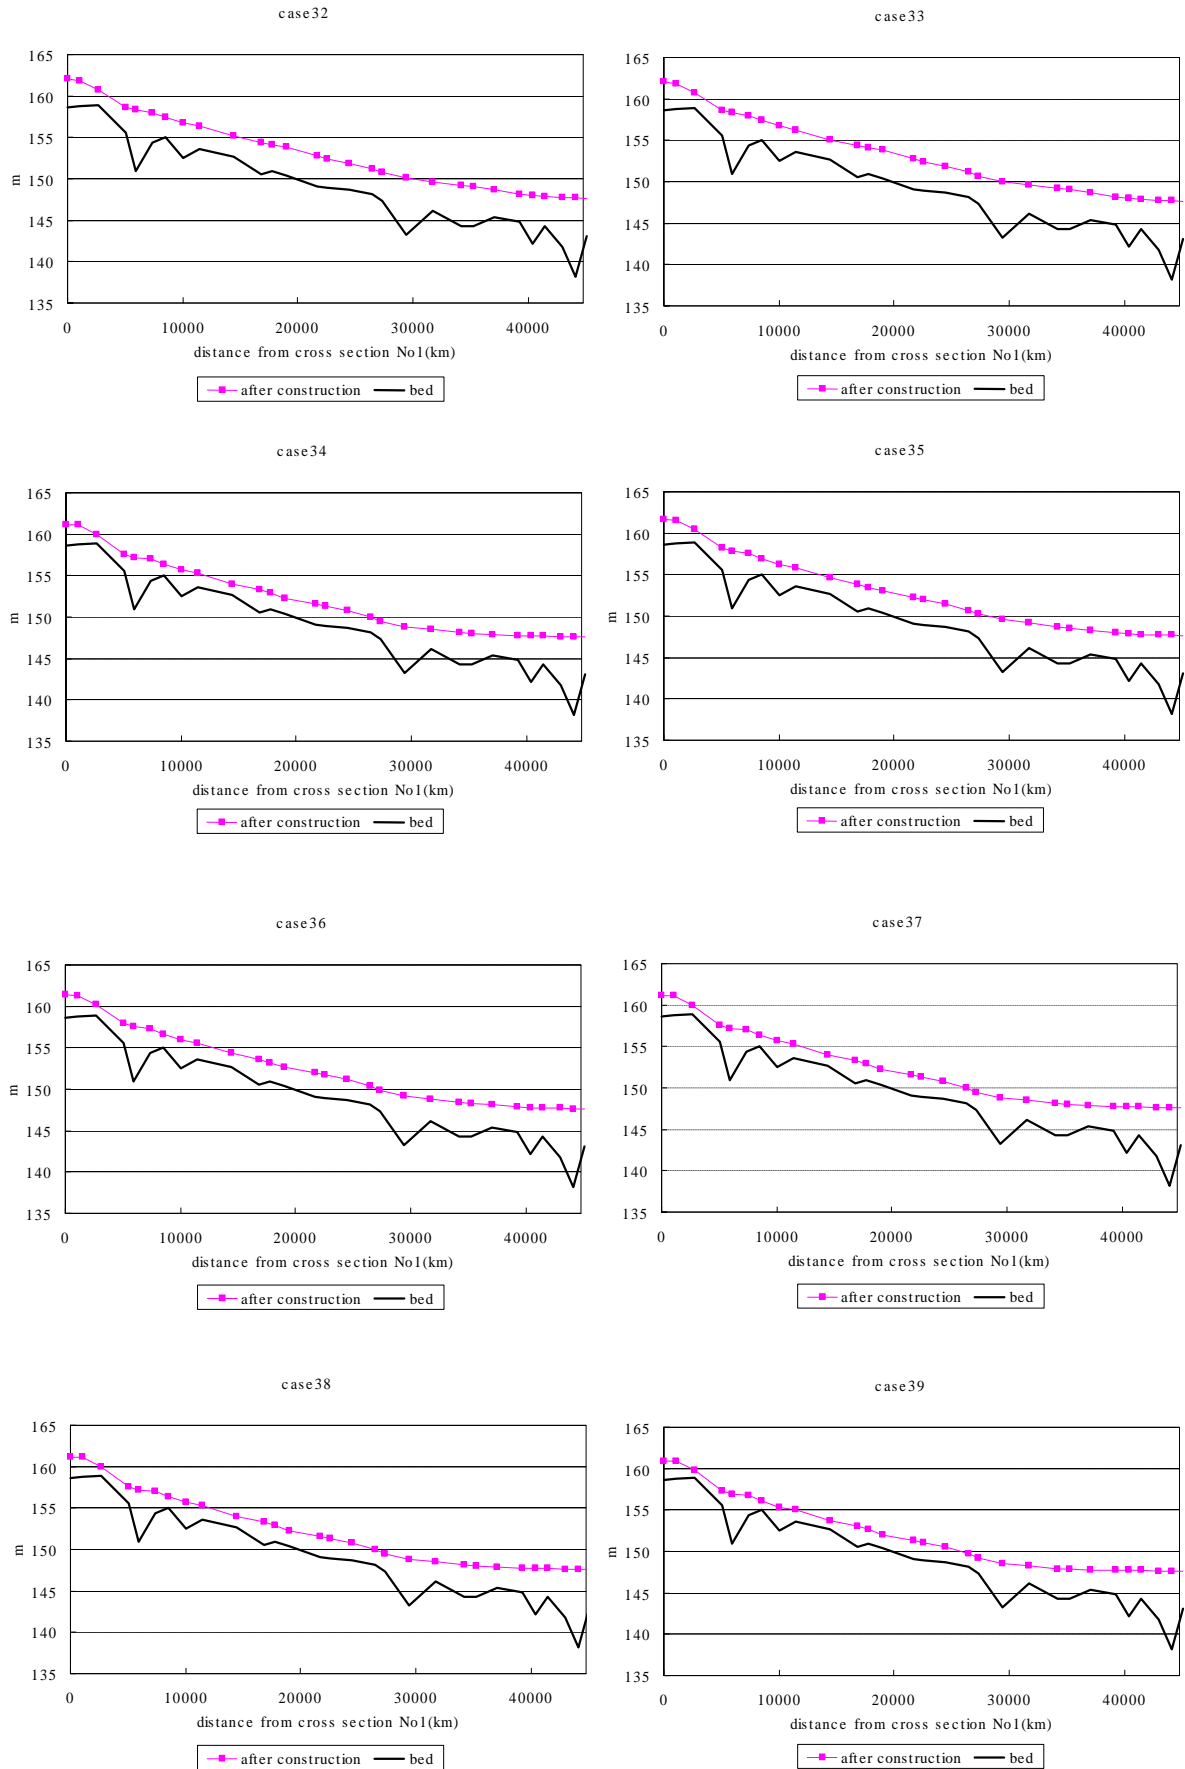 case32
165
160
155
150
145
140
135
m
0 10000 20000 30000 40000
distance from cross section No1(km)
after construction bed
case33
165
160
155
150
145
140
135
m
0 10000 20000 30000 40000
distance from cross section No1(km)
after construction bed
case34
165
160
155
150
145
140
135
m
0 10000 20000 30000 40000
distance from cross section No1(km)
after construction bed
case35
165
160
155
150
145
140
135
m
0 10000 20000 30000 40000
distance from cross section No1(km)
after construction bed
case36
165
160
155
150
145
140
135
m
0 10000 20000 30000 40000
distance from cross section No1(km)
after construction bed
case37
165
160
155
150
145
140
135
m
0 10000 20000 30000 40000
distance from cross section No1(km)
after construction bed
case38
165
160
155
150
145
140
135
m
0 10000 20000 30000 40000
distance from cross section No1(km)
after construction bed
case39
165
160
155
150
145
140
135
m
0 10000 20000 30000 40000
distance from cross section No1(km)
after construction bed